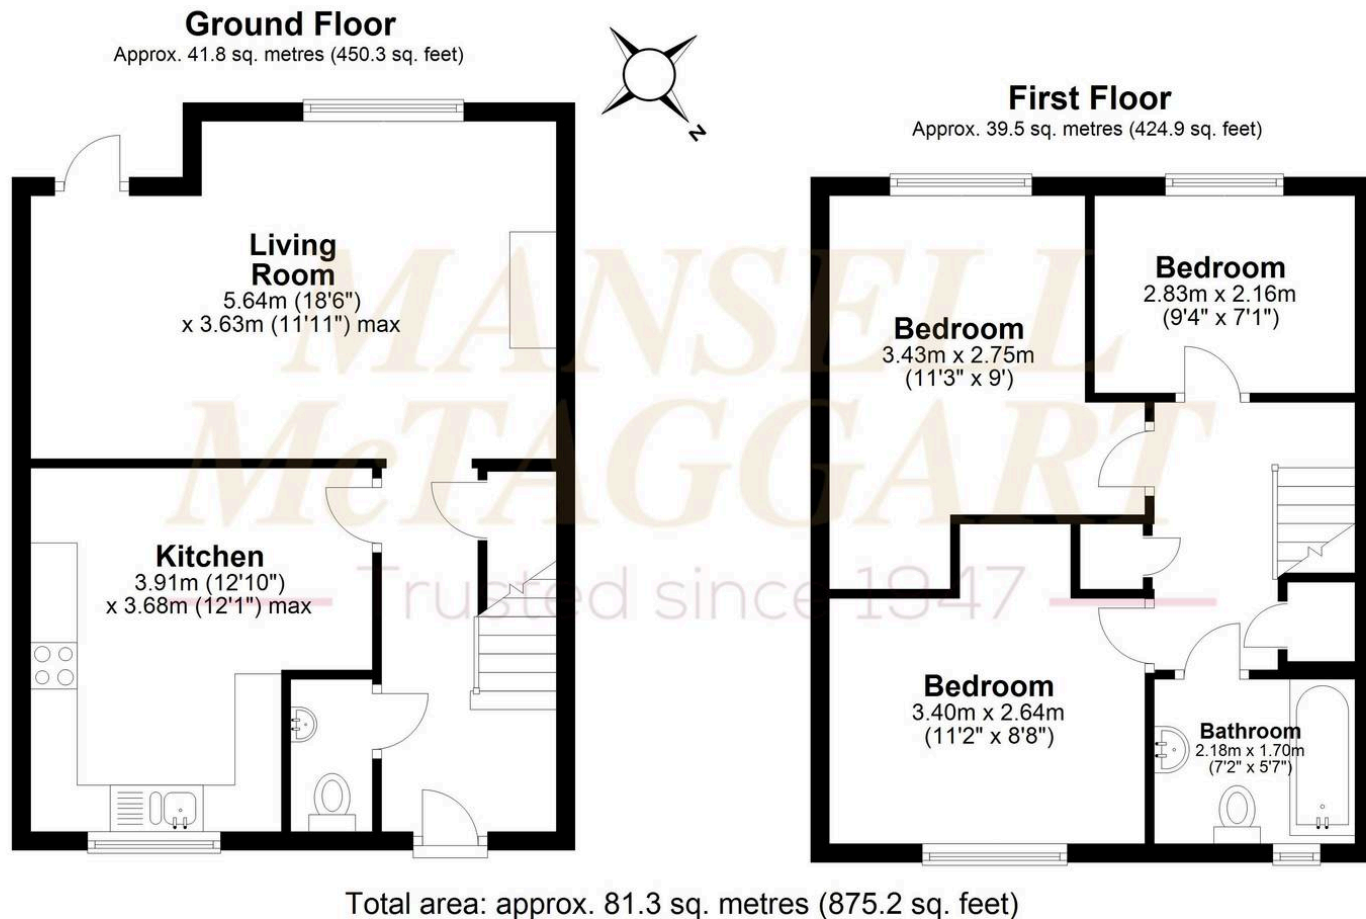 Ground Floor
Approx. 41.8 sq. metres (450.3 sq. feet)
N
First Floor
Approx. 39.5 sq. metres (424.9 sq. feet)
Living
Room
5.64m (18'6")
x 3.63m (11'11") max
Kitchen
3.91m (12'10")
x 3.68m (12'1") max
Bedroom
3.43m x 2.75m
(11'3" x 9')
Bedroom
2.83m x 2.16m
(9'4" x 7'1")
Bedroom
3.40m x 2.64m
(11'2" x 8'8")
Bathroom
2.18m x 1.70m
(7'2" x 5'7")
MANSELL
McTAGGART
Trusted since 1947
Total area: approx. 81.3 sq. metres (875.2 sq. feet)